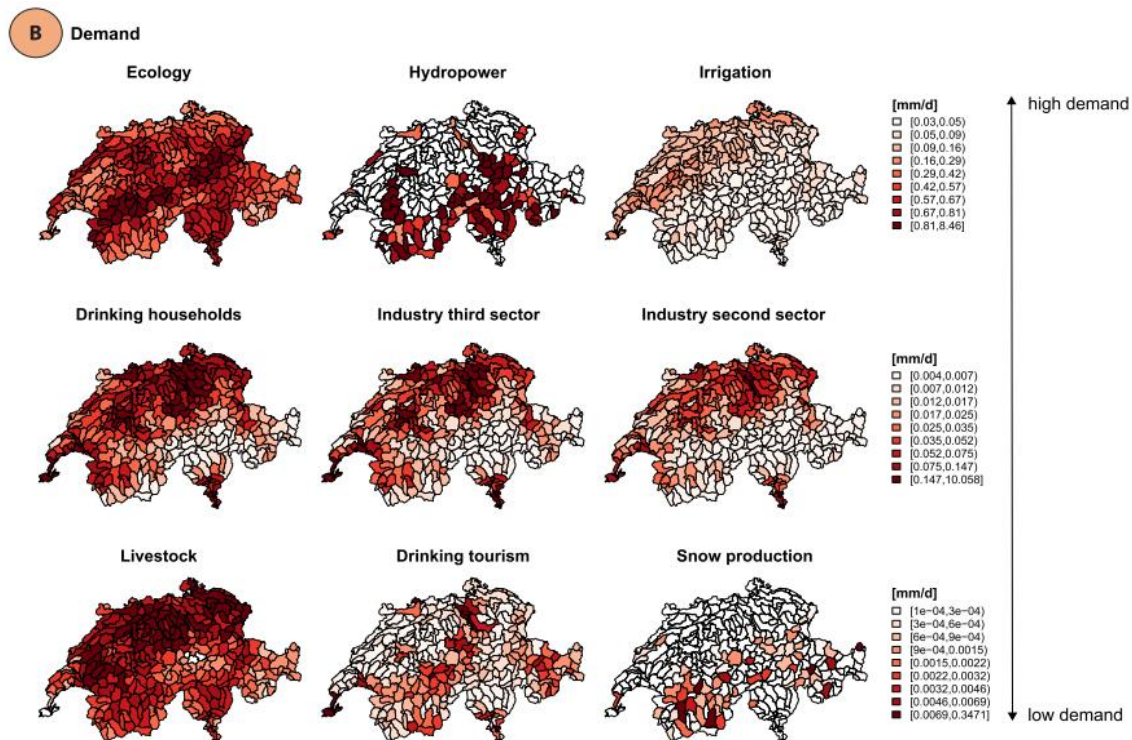 B Demand
Ecology Hydropower Irrigation
[mm/d]
[0.03,0.05)
[0.05,0.09)
[0.09,0.16)
[0.16,0.29)
[0.29,0.42)
[0.42,0.57)
[0.57,0.67)
[0.67,0.81)
[0.81,8.46]
high demand
Drinking households Industry third sector Industry second sector
[mm/d]
[0.004,0.007)
[0.007,0.012)
[0.012,0.017)
[0.017,0.025)
[0.025,0.035)
[0.035,0.052)
[0.052,0.075)
[0.075,0.147)
[0.147,10.058]
Livestock Drinking tourism Snow production
[mm/d]
[1e−04,3e−04)
[3e−04,6e−04)
[6e−04,9e−04)
[9e−04,0.0015)
[0.0015,0.0022)
[0.0022,0.0032)
[0.0032,0.0046)
[0.0046,0.0069)
[0.0069,0.3471]
low demand